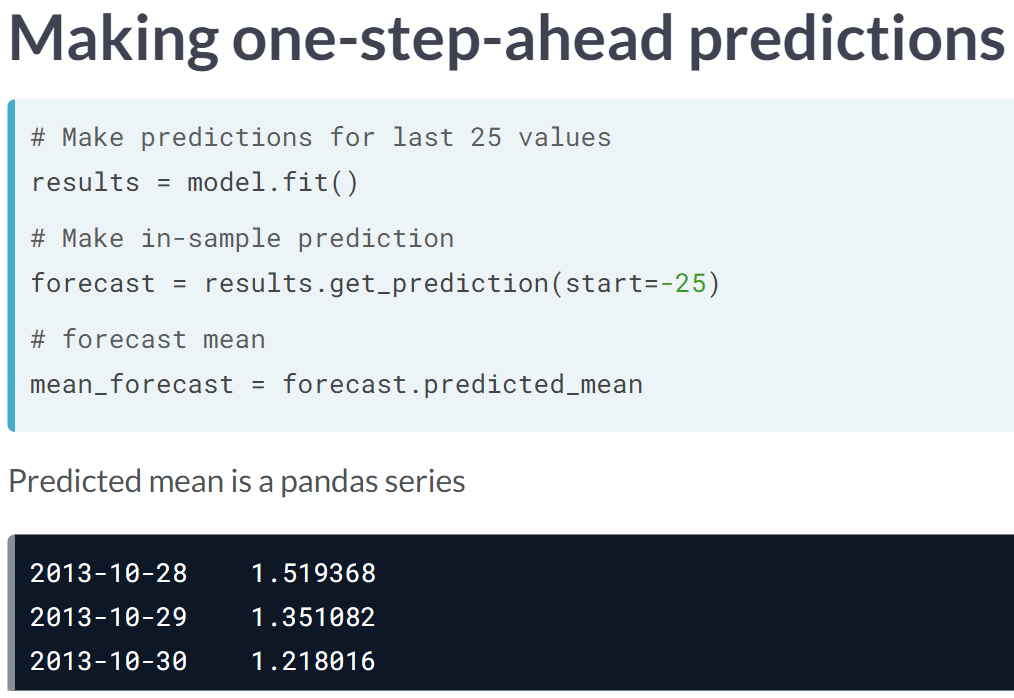 Making one-step-ahead predictions
# Make predictions for last 25 values
results = model.fit()
# Make in-sample prediction
forecast = results.get_prediction(start=-25)
# forecast mean
mean_forecast = forecast.predicted_mean
Predicted mean is a pandas series
2013-10-28    1.519368
2013-10-29    1.351082
2013-10-30    1.218016